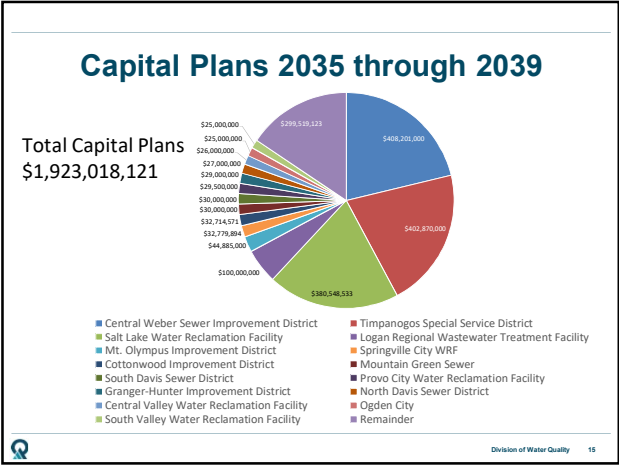 Capital Plans 2035 through 2039
Total Capital Plans
$1,923,018,121
$408,201,000
$402,870,000
$380,548,533
$100,000,000
$44,885,000
$32,779,894
$32,714,571
$30,000,000
$30,000,000
$29,500,000
$29,000,000
$27,000,000
$26,000,000
$25,000,000
$25,000,000
$299,519,123
Central Weber Sewer Improvement District
Timpanogos Special Service District
Salt Lake Water Reclamation Facility
Logan Regional Wastewater Treatment Facility
Mt. Olympus Improvement District
Springville City WRF
Cottonwood Improvement District
Mountain Green Sewer
South Davis Sewer District
Provo City Water Reclamation Facility
Granger-Hunter Improvement District
North Davis Sewer District
Central Valley Water Reclamation Facility
Ogden City
South Valley Water Reclamation Facility
Remainder
Division of Water Quality 15